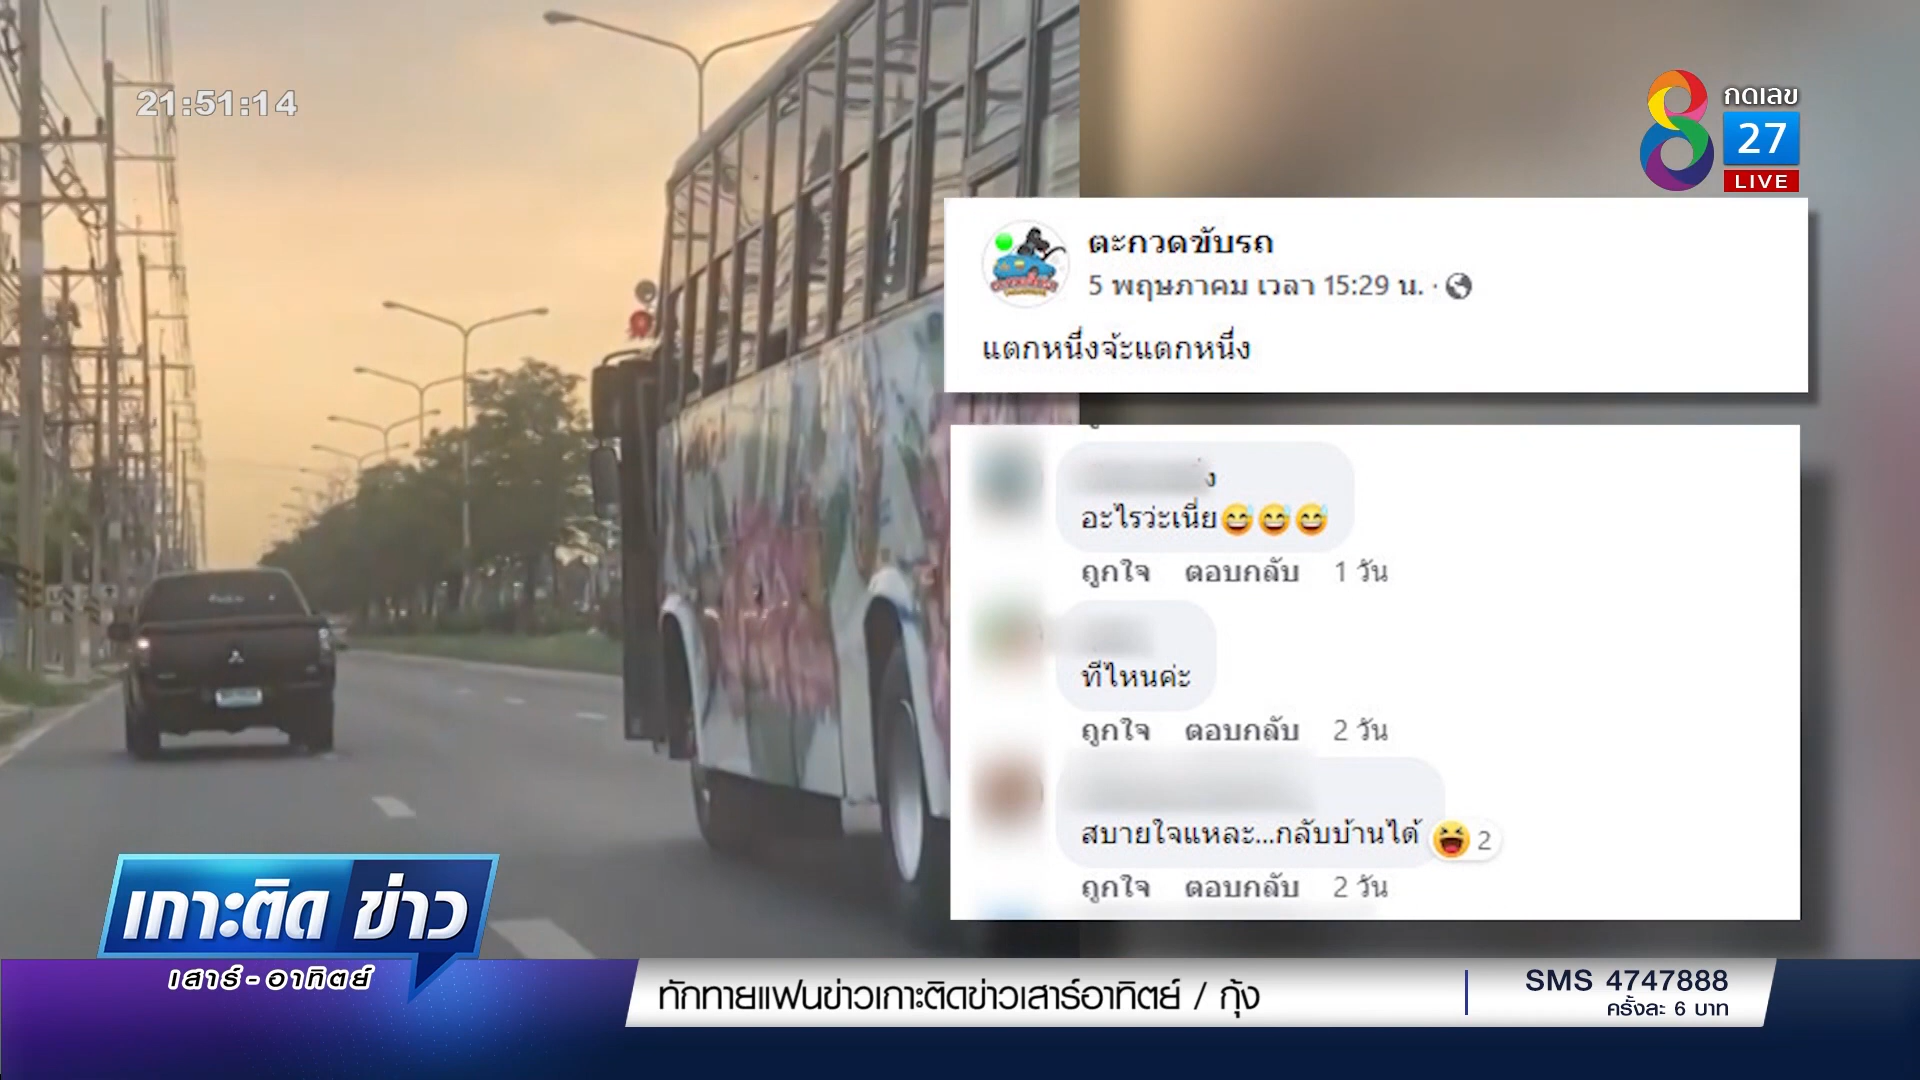 21:51:14
กดเลข
27
LIVE
ตะกวดขับรถ
5 พฤษภาคม เวลา 15:29 น.
แตกหนึ่งจ้ะแตกหนึ่ง
อะไรว่ะเนี่ย😅😅😅
ถูกใจ ตอบกลับ 1 วัน
ที่ไหนค่ะ
ถูกใจ ตอบกลับ 2 วัน
สบายใจแหละ...กลับบ้านได้
2
ถูกใจ ตอบกลับ 2 วัน
เกาะติด ข่าว
เสาร์-อาทิตย์
ทักทายแฟนข่าวเกาะติดข่าวเสาร์อาทิตย์ / กุ้ง
SMS 4747888
ครั้งละ 6 บาท